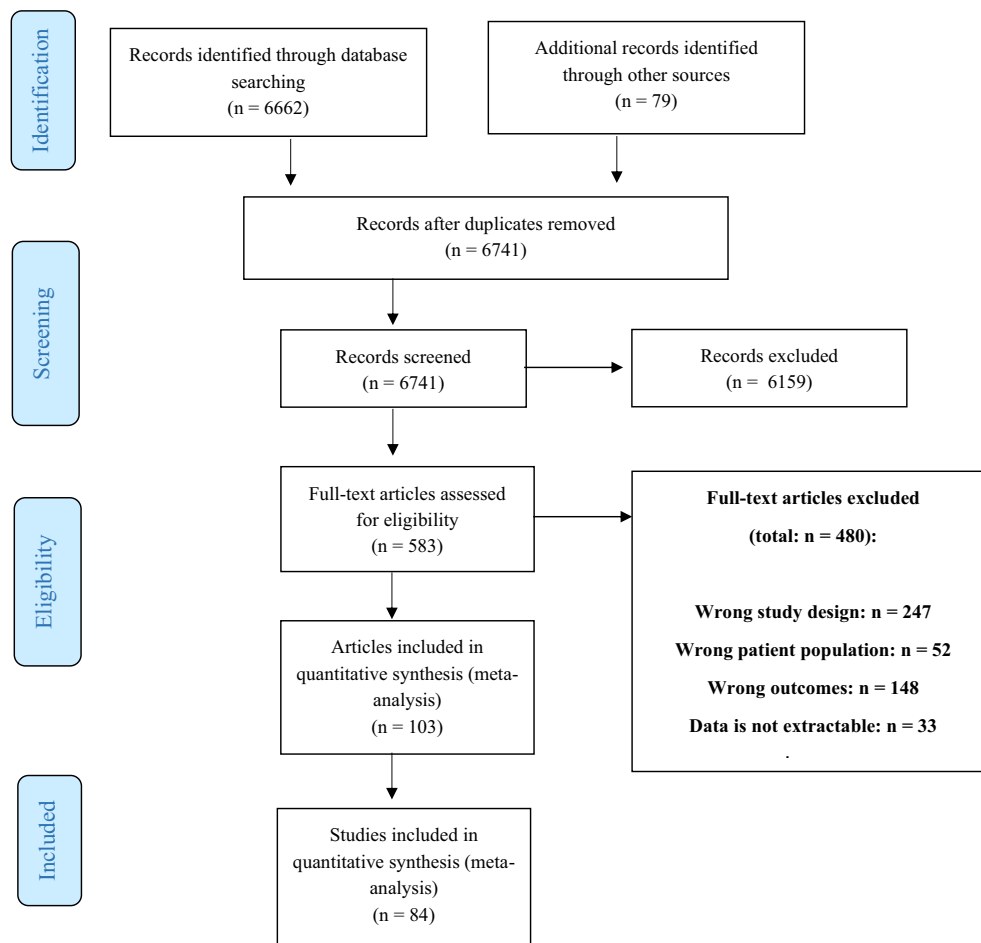 Identification
Records identified through database
searching
(n = 6662)
Additional records identified
through other sources
(n = 79)
Records after duplicates removed
(n = 6741)
Screening
Records screened
(n = 6741)
Records excluded
(n = 6159)
Eligibility
Full-text articles assessed
for eligibility
(n = 583)
Full-text articles excluded
(total: n = 480):
Wrong study design: n = 247
Wrong patient population: n = 52
Wrong outcomes: n = 148
Data is not extractable: n = 33
.
Articles included in
quantitative synthesis (meta-
analysis)
(n = 103)
Included
Studies included in
quantitative synthesis (meta-
analysis)
(n = 84)